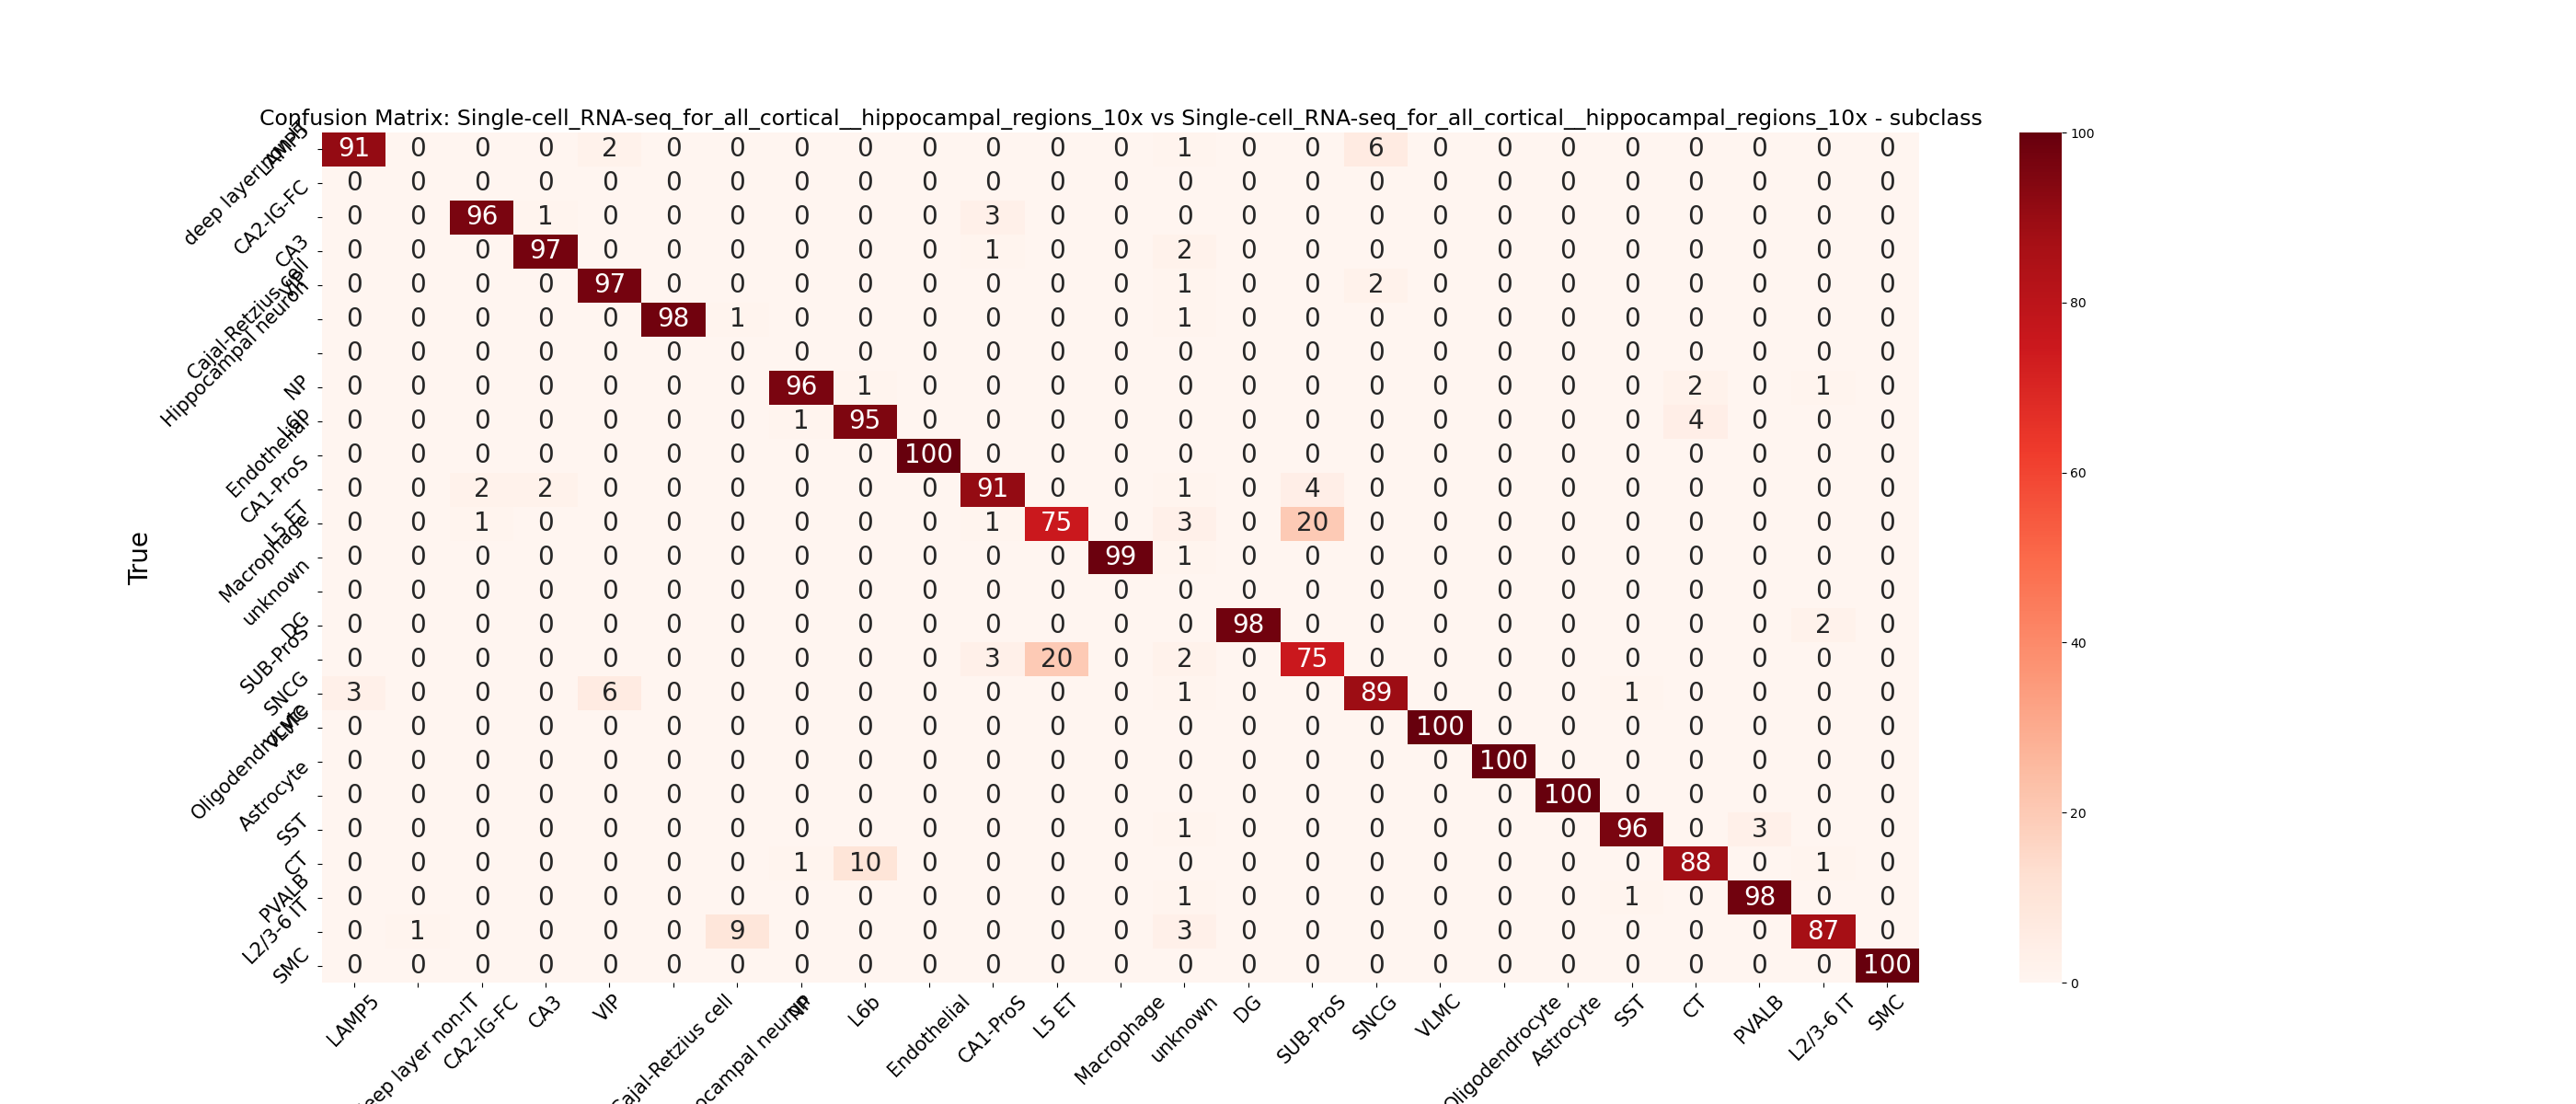 Confusion Matrix: Single-cell_RNA-seq_for_all_cortical__hippocampal_regions_10x vs Single-cell_RNA-seq_for_all_cortical__hippocampal_regions_10x - subclass
LAMP5 91 0 0 0 2 0 0 0 0 0 0 0 0 1 0 0 6 0 0 0 0 0 0 0 0
deep layer non-IT 0 0 0 0 0 0 0 0 0 0 0 0 0 0 0 0 0 0 0 0 0 0 0 0 0
CA2-IG-FC 0 0 96 1 0 0 0 0 0 0 3 0 0 0 0 0 0 0 0 0 0 0 0 0 0
CA3 0 0 0 97 0 0 0 0 0 0 1 0 0 2 0 0 0 0 0 0 0 0 0 0 0
VIP 0 0 0 0 97 0 0 0 0 0 0 0 0 1 0 0 2 0 0 0 0 0 0 0 0
Cajal-Retzius cell 0 0 0 0 0 98 1 0 0 0 0 0 0 1 0 0 0 0 0 0 0 0 0 0 0
Hippocampal neuron 0 0 0 0 0 0 0 0 0 0 0 0 0 0 0 0 0 0 0 0 0 0 0 0 0
NP 0 0 0 0 0 0 0 96 1 0 0 0 0 0 0 0 0 0 0 0 0 2 0 1 0
L6b 0 0 0 0 0 0 0 1 95 0 0 0 0 0 0 0 0 0 0 0 0 4 0 0 0
Endothelial 0 0 0 0 0 0 0 0 0 100 0 0 0 0 0 0 0 0 0 0 0 0 0 0 0
CA1-ProS 0 0 2 2 0 0 0 0 0 0 91 0 0 1 0 4 0 0 0 0 0 0 0 0 0
L5 ET 0 0 1 0 0 0 0 0 0 0 1 75 0 3 0 20 0 0 0 0 0 0 0 0 0
Macrophage 0 0 0 0 0 0 0 0 0 0 0 0 99 1 0 0 0 0 0 0 0 0 0 0 0
unknown 0 0 0 0 0 0 0 0 0 0 0 0 0 0 0 0 0 0 0 0 0 0 0 0 0
DG 0 0 0 0 0 0 0 0 0 0 0 0 0 0 98 0 0 0 0 0 0 0 0 2 0
SUB-ProS 0 0 0 0 0 0 0 0 0 0 3 20 0 2 0 75 0 0 0 0 0 0 0 0 0
SNCG 3 0 0 0 6 0 0 0 0 0 0 0 0 1 0 0 89 0 0 0 1 0 0 0 0
VLMC 0 0 0 0 0 0 0 0 0 0 0 0 0 0 0 0 0 100 0 0 0 0 0 0 0
Oligodendrocyte 0 0 0 0 0 0 0 0 0 0 0 0 0 0 0 0 0 0 100 0 0 0 0 0 0
Astrocyte 0 0 0 0 0 0 0 0 0 0 0 0 0 0 0 0 0 0 0 100 0 0 0 0 0
SST 0 0 0 0 0 0 0 0 0 0 0 0 0 1 0 0 0 0 0 0 96 0 3 0 0
CT 0 0 0 0 0 0 0 1 10 0 0 0 0 0 0 0 0 0 0 0 0 88 0 1 0
PVALB 0 0 0 0 0 0 0 0 0 0 0 0 0 1 0 0 0 0 0 0 1 0 98 0 0
L2/3-6 IT 0 1 0 0 0 0 9 0 0 0 0 0 0 3 0 0 0 0 0 0 0 0 0 87 0
SMC 0 0 0 0 0 0 0 0 0 0 0 0 0 0 0 0 0 0 0 0 0 0 0 0 100
True
LAMP5 eep layer non-IT CA2-IG-FC CA3 VIP Cajal-Retzius cell ocampal neuron NP L6b Endothelial CA1-ProS L5 ET Macrophage unknown DG SUB-ProS SNCG VLMC Oligodendrocyte Astrocyte SST CT PVALB L2/3-6 IT SMC
100
80
60
40
20
0